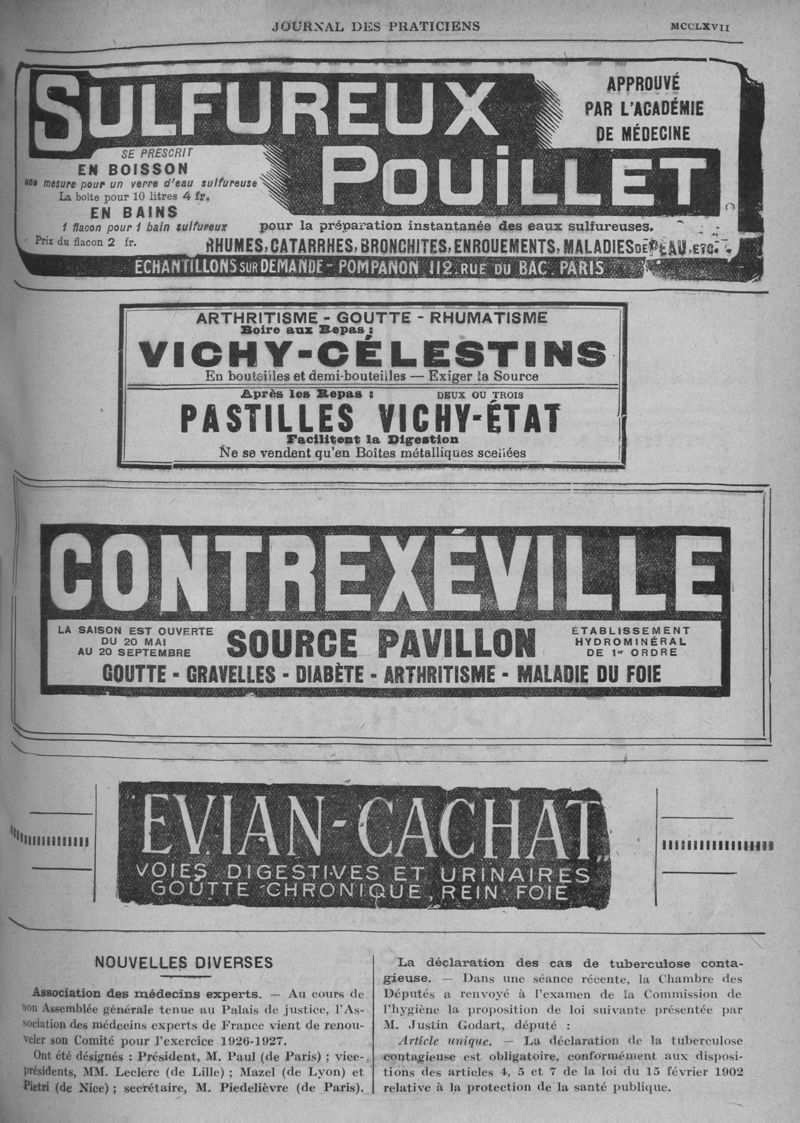 JOURNAL DES PRATICIENS MCCLXVII
SULFUREUX
POUILLET
APPROUVÉ
PAR L'ACADÉMIE
DE MÉDECINE
SE PRESCRIT
EN BOISSON
une mesure pour un verre d'eau sulfureuse
La boîte pour 10 litres 4 fr.
EN BAINS
1 flacon pour 1 bain sulfureux
Prix du flacon 2 fr.
pour la préparation instantanée des eaux sulfureuses.
RHUMES, CATARRHES, BRONCHITES, ENROUEMENTS, MALADIES DE PEAU, ETC.
ECHANTILLONS SUR DEMANDE - POMPANON 112. RUE DU BAC. PARIS
ARTHRITISME - GOUTTE - RHUMATISME
Boire aux Repas :
VICHY-CÉLESTINS
En bouteilles et demi-bouteilles — Exiger la Source
Après les Repas : DEUX OU TROIS
PASTILLES VICHY-ÉTAT
Facilitent la Digestion
Ne se vendent qu'en Boîtes métalliques scellées
CONTREXÉVILLE
LA SAISON EST OUVERTE
DU 20 MAI
AU 20 SEPTEMBRE
SOURCE PAVILLON
ÉTABLISSEMENT
HYDROMINÉRAL
DE 1er ORDRE
GOUTTE - GRAVELLES - DIABÈTE - ARTHRITISME - MALADIE DU FOIE
"EVIAN-CACHAT"
VOIES DIGESTIVES ET URINAIRES
GOUTTE CHRONIQUE, REIN FOIE
NOUVELLES DIVERSES
Association des médecins experts. — Au cours de
son Assemblée générale tenue au Palais de justice, l'As-
sociation des médecins experts de France vient de renou-
veler son Comité pour l'exercice 1926-1927.
Ont été désignés : Président, M. Paul (de Paris) ; vice-
présidents, MM. Leclerc (de Lille) ; Mazel (de Lyon) et
Pietri (de Nice) ; secrétaire, M. Piedelièvre (de Paris).
La déclaration des cas de tuberculose conta-
gieuse. — Dans une séance récente, la Chambre des
Députés a renvoyé à l'examen de la Commission de
l'hygiène la proposition de loi suivante présentée par
M. Justin Godart, député :
Article unique. — La déclaration de la tuberculose
contagieuse est obligatoire, conformément aux disposi-
tions des articles 4, 5 et 7 de la loi du 15 février 1902
relative à la protection de la santé publique.